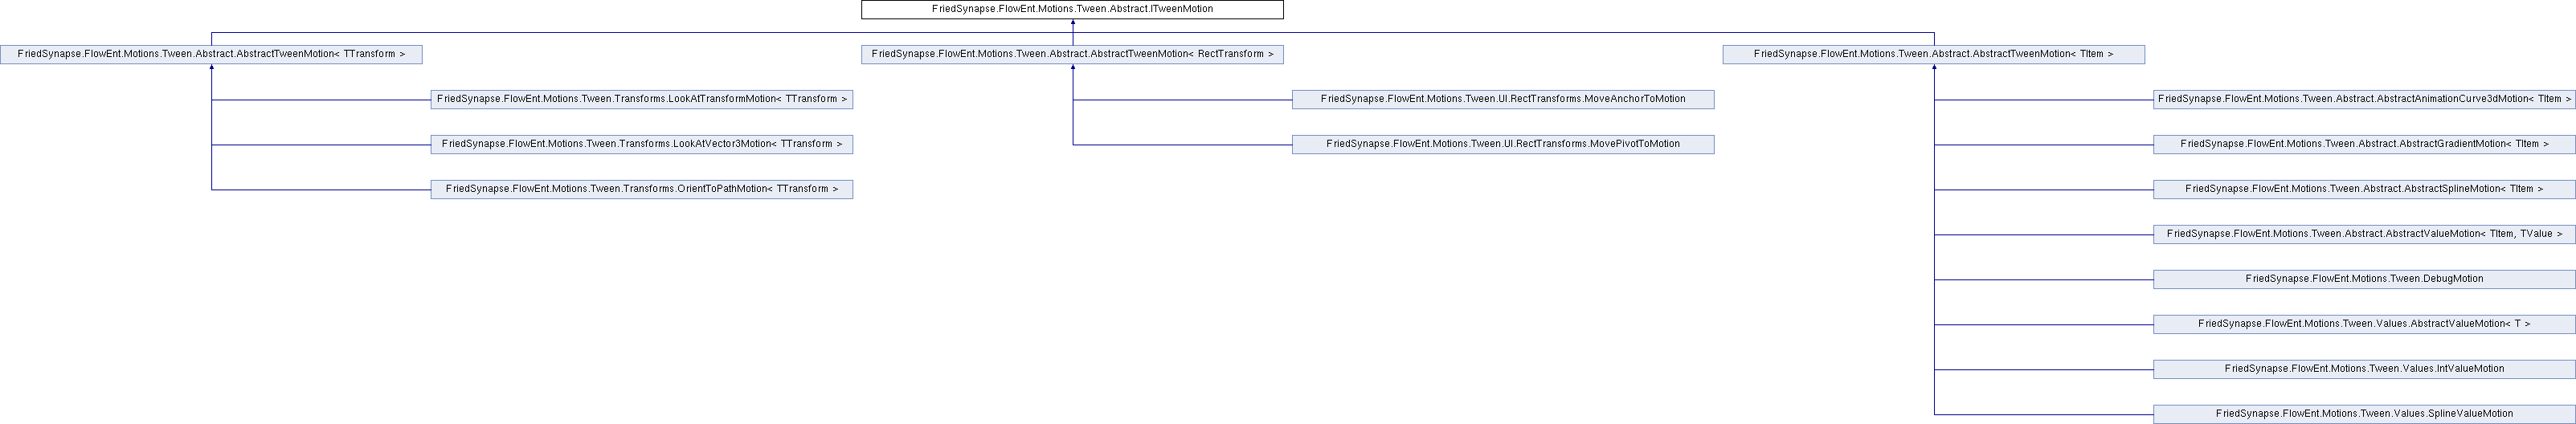 FriedSynapse.FlowEnt.Motions.Tween.Abstract.ITweenMotion
FriedSynapse.FlowEnt.Motions.Tween.Abstract.AbstractTweenMotion< TTransform >
FriedSynapse.FlowEnt.Motions.Tween.Abstract.AbstractTweenMotion< RectTransform >
FriedSynapse.FlowEnt.Motions.Tween.Abstract.AbstractTweenMotion< TItem >
FriedSynapse.FlowEnt.Motions.Tween.Transforms.LookAtTransformMotion< TTransform >
FriedSynapse.FlowEnt.Motions.Tween.UI.RectTransforms.MoveAnchorToMotion
FriedSynapse.FlowEnt.Motions.Tween.Abstract.AbstractAnimationCurve3dMotion< TItem >
FriedSynapse.FlowEnt.Motions.Tween.Transforms.LookAtVector3Motion< TTransform >
FriedSynapse.FlowEnt.Motions.Tween.UI.RectTransforms.MovePivotToMotion
FriedSynapse.FlowEnt.Motions.Tween.Abstract.AbstractGradientMotion< TItem >
FriedSynapse.FlowEnt.Motions.Tween.Transforms.OrientToPathMotion< TTransform >
FriedSynapse.FlowEnt.Motions.Tween.Abstract.AbstractSplineMotion< TItem >
FriedSynapse.FlowEnt.Motions.Tween.Abstract.AbstractValueMotion< TItem, TValue >
FriedSynapse.FlowEnt.Motions.Tween.DebugMotion
FriedSynapse.FlowEnt.Motions.Tween.Values.AbstractValueMotion< T >
FriedSynapse.FlowEnt.Motions.Tween.Values.IntValueMotion
FriedSynapse.FlowEnt.Motions.Tween.Values.SplineValueMotion